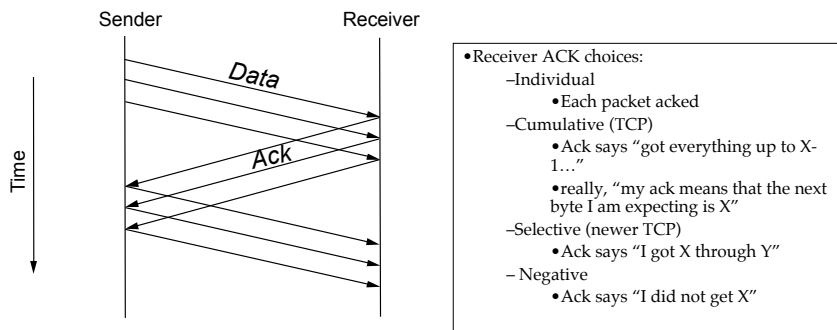 Sender
Receiver
Data
Ack
Time
•Receiver ACK choices:
–Individual
•Each packet acked
–Cumulative (TCP)
•Ack says “got everything up to X-
1…”
•really, “my ack means that the next
byte I am expecting is X”
–Selective (newer TCP)
•Ack says “I got X through Y”
– Negative
•Ack says “I did not get X”